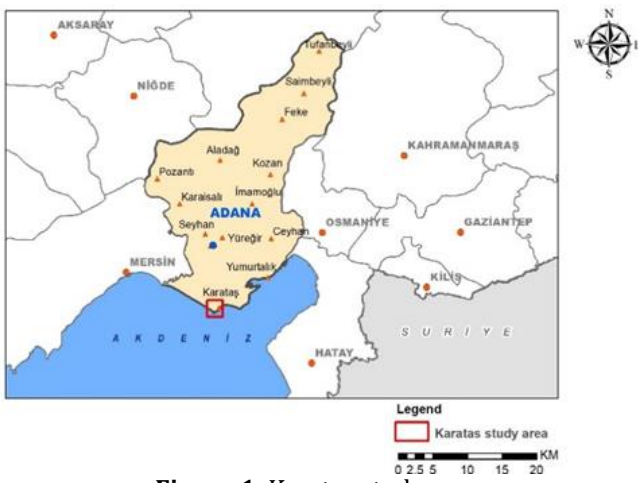 N
W
E
S
AKSARAY
Tufanbeyli
NİĞDE
Saimbeyli
Feke
KAHRAMANMARAŞ
Aladağ
Kozan
Pozantı
Karaisalı
İmamoğlu
ADANA
OSMANİYE
GAZİANTEP
Seyhan
Yüreğir
Ceyhan
MERSİN
Yumurtalık
KİLİS
Karataş
A K D E N İ Z
S U R İ Y E
HATAY
Legend
Karatas study area
KM
0 2.5 5 10 15 20